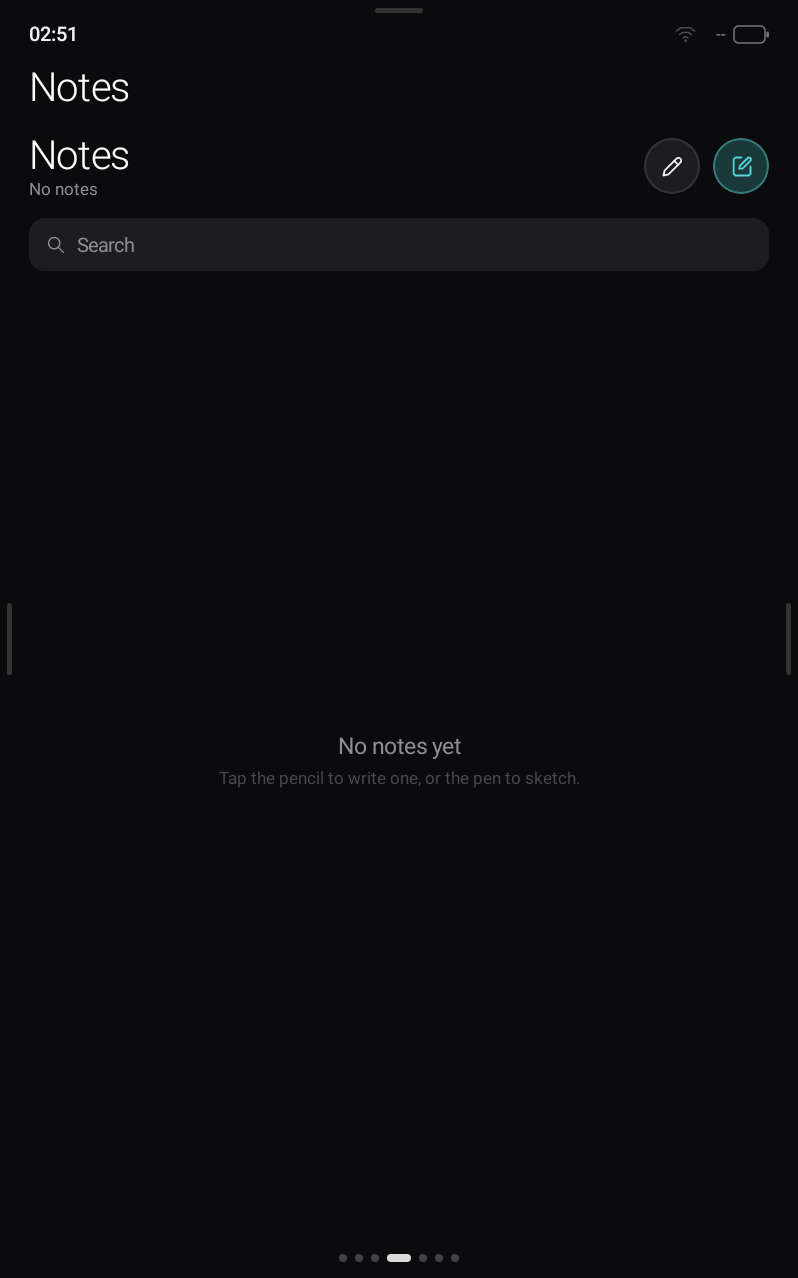 02:51
--
Notes
Notes
No notes
Search
No notes yet
Tap the pencil to write one, or the pen to sketch.